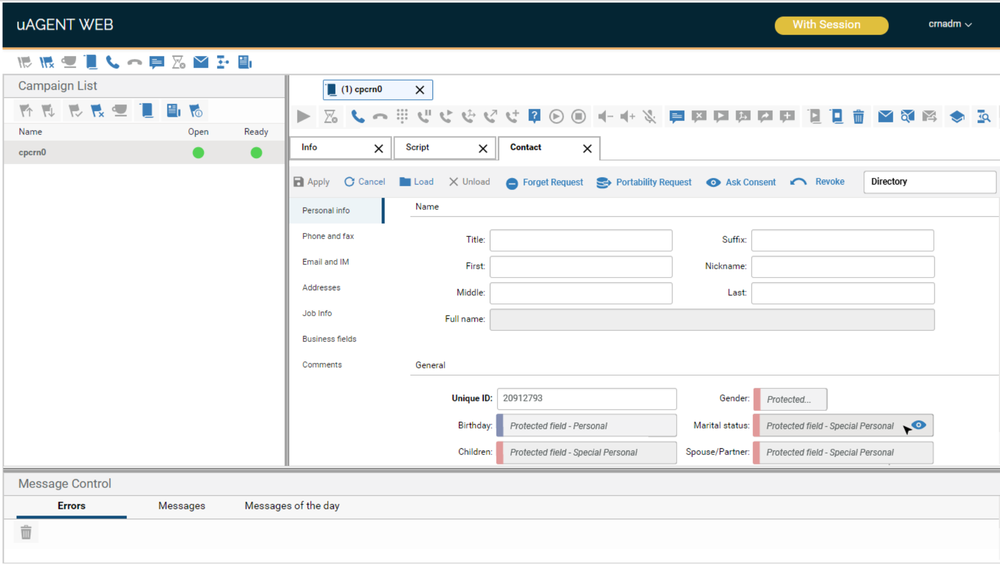 uAGENT WEB
With Session
crnadm
Campaign List
(1) cpcrn0
Name Open Ready
cpcrn0
Info Script Contact
Apply Cancel Load Unload Forget Request Portability Request Ask Consent Revoke Directory
Personal info
Phone and fax
Email and IM
Addresses
Job Info
Business fields
Comments
Name
Title: Suffix:
First: Nickname:
Middle: Last:
Full name:
General
Unique ID: 20912793 Gender: Protected...
Birthday: Protected field - Personal Marital status: Protected field - Special Personal
Children: Protected field - Special Personal Spouse/Partner: Protected field - Special Personal
Message Control
Errors Messages Messages of the day